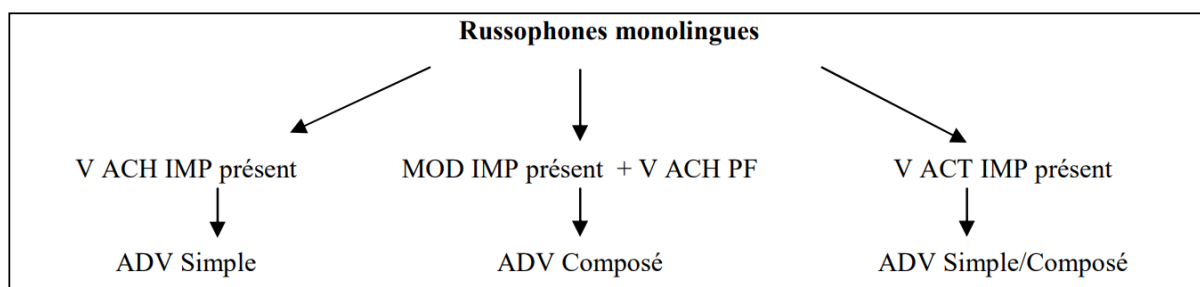 Russophones monolingues
V ACH IMP présent MOD IMP présent + V ACH PF V ACT IMP présent
ADV Simple ADV Composé ADV Simple/Composé